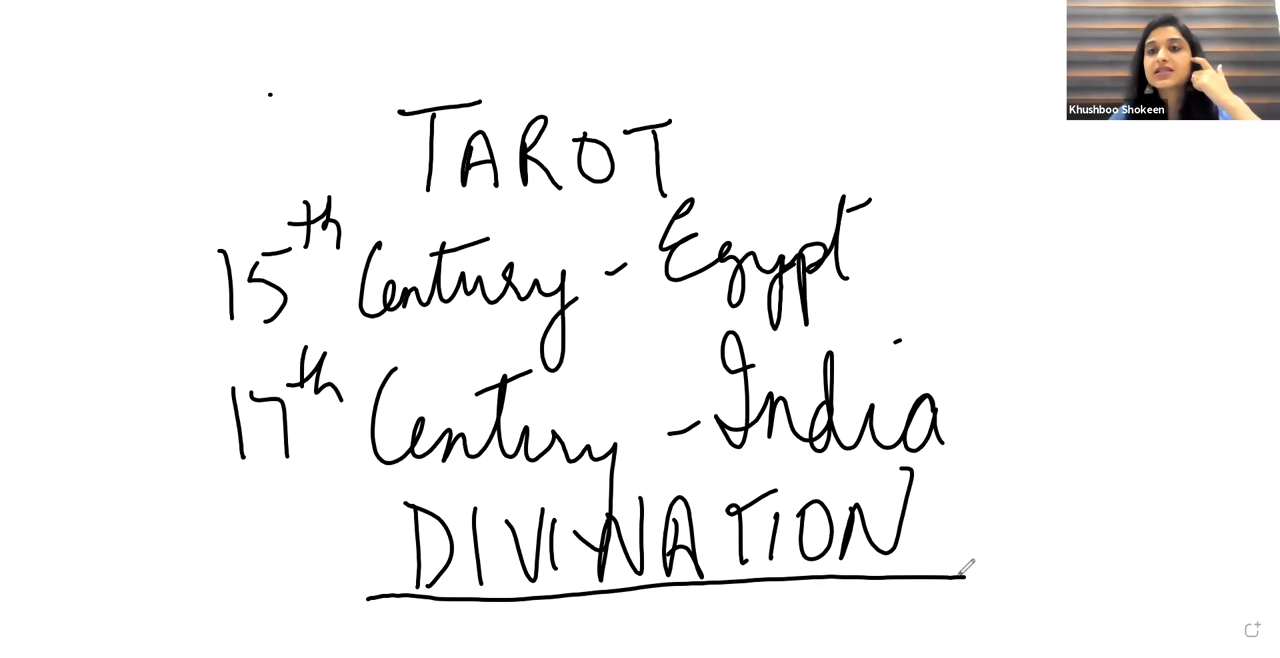 Khushboo Shokeen
TAROT
15th Century - Egypt
17th Century - India
DIVINATION